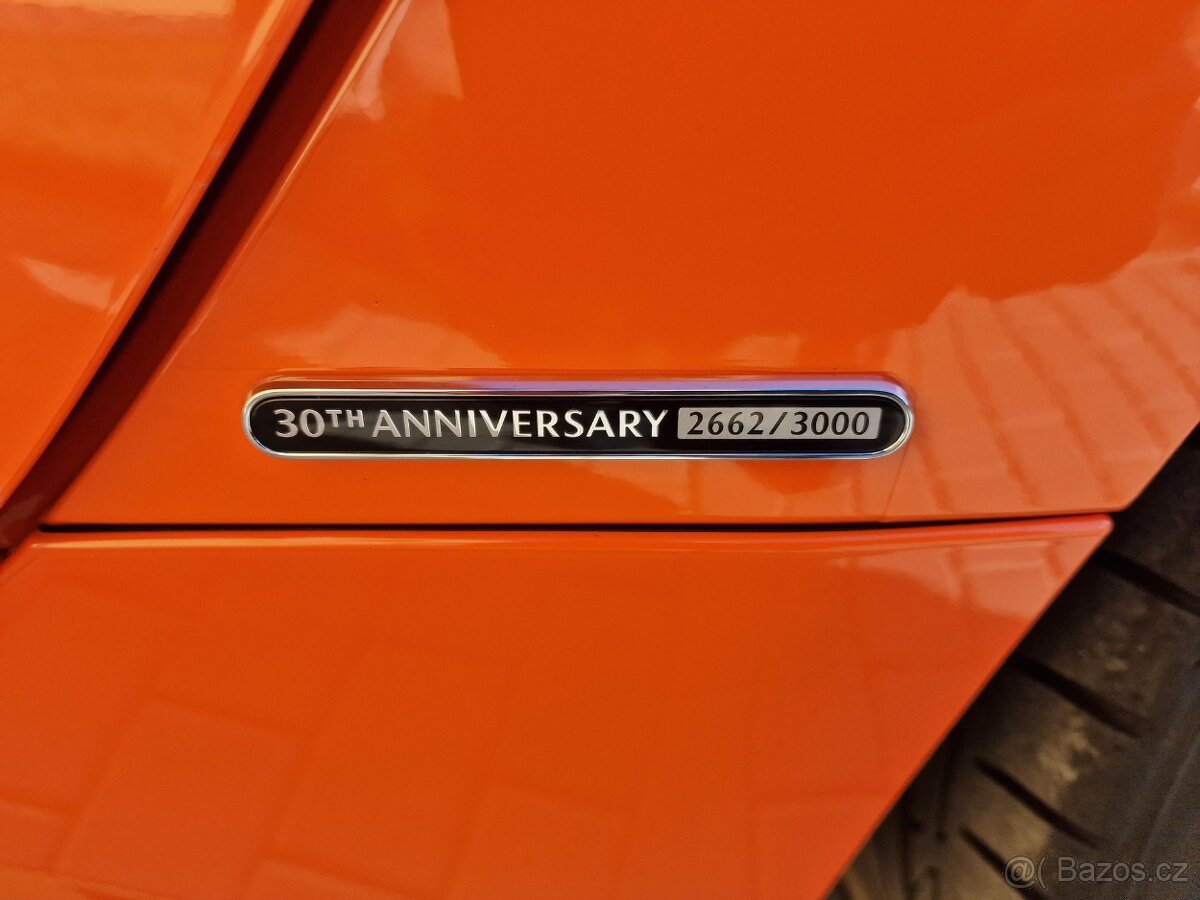 30TH ANNIVERSARY 2662/3000
@( Bazos.cz